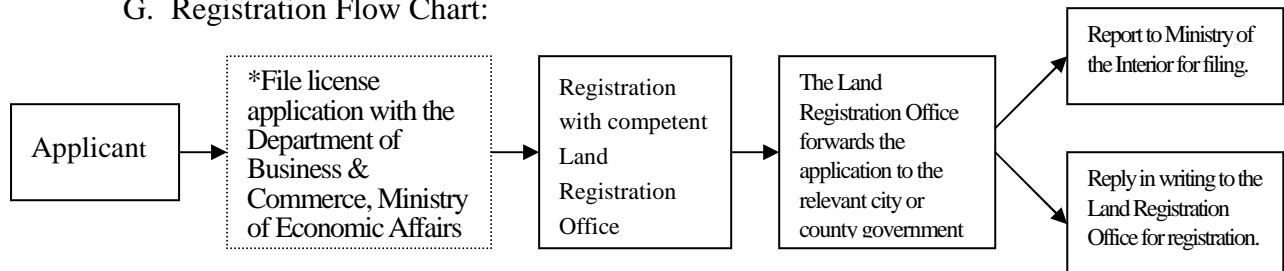 G. Registration Flow Chart:
Applicant
*File license
application with the
Department of
Business &
Commerce, Ministry
of Economic Affairs
Registration
with competent
Land
Registration
Office
The Land
Registration Office
forwards the
application to the
relevant city or
county government
Report to Ministry of
the Interior for filing.
Reply in writing to the
Land Registration
Office for registration.